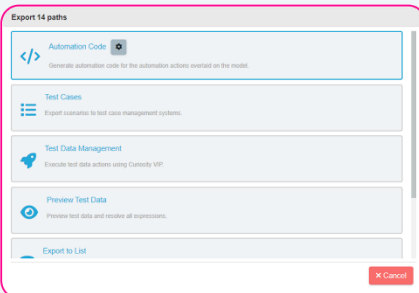 Export 14 paths
Automation Code
Generate automation code for the automation actions overlaid on the model.
Test Cases
Export scenarios to test case management systems.
Test Data Management
Execute test data actions using Curiosity VIP.
Preview Test Data
Preview test data and resolve all expressions.
Export to List
× Cancel